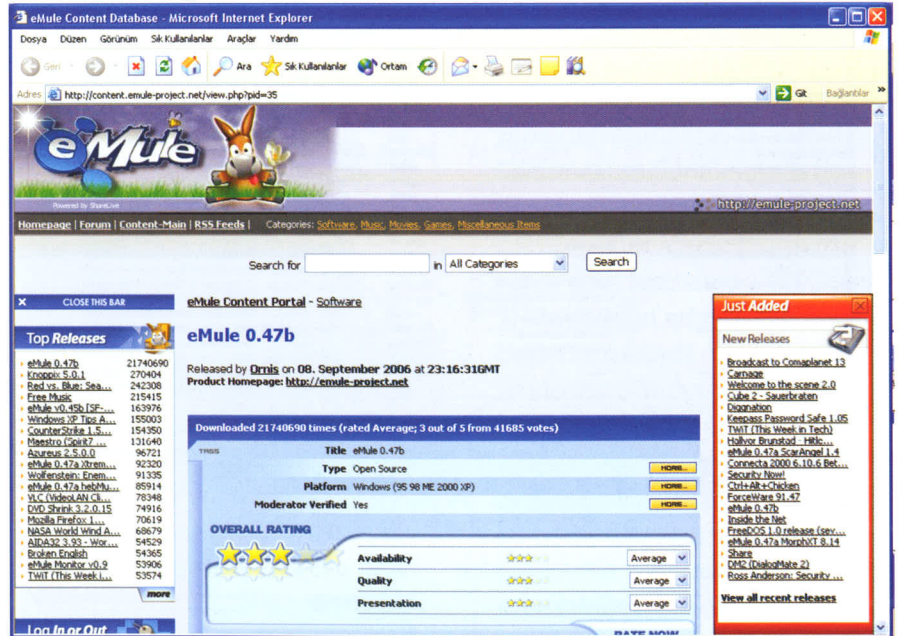 eMule Content Database - Microsoft Internet Explorer
Dosya Düzen Görünüm Sık Kullanılanlar Araçlar Yardım
Geri Ara Sık Kullanılanlar Ortam
Adres http://content.emule-project.net/view.php?pid=35 Git Bağlantılar »
eMule
Powered by ShareLive
http://emule-project.net
Homepage | Forum | Content-Main | RSS Feeds | Categories: Software, Music, Movies, Games, Miscellaneous Items
Search for in All Categories Search
X CLOSE THIS BAR
Top Releases
eMule 0.47b 21740690
Knoppix 5.0.1 270404
Red vs. Blue: Sea... 242308
Free Music 215415
eMule v0.45b [SF-... 163976
Windows XP Tips A... 155003
CounterStrike 1.5... 154350
Maestro (Spirit7 ... 131640
Azureus 2.5.0.0 96721
eMule 0.47a Xtrem... 92320
Wolfenstein: Enem... 91335
eMule 0.47a hebMu... 85914
VLC (VideoLAN Cli... 78348
DVD Shrink 3.2.0.15 74916
Mozilla Firefox 1... 70619
NASA World Wind A... 68679
AIDA32 3.93 - Wor... 54529
Broken English 54365
eMule Monitor v0.9 53906
TWiT (This Week i... 53574
more
Log In or Out
eMule Content Portal - Software
eMule 0.47b
Released by Ornis on 08. September 2006 at 23:16:31GMT
Product Homepage: http://emule-project.net
Downloaded 21740690 times (rated Average; 3 out of 5 from 41685 votes)
TAGS Title eMule 0.47b
Type Open Source MORE...
Platform Windows (95 98 ME 2000 XP) MORE...
Moderator Verified Yes MORE...
OVERALL RATING
Availability Average
Quality Average
Presentation Average
RATE NOW
Just Added
New Releases
Broadcast to Comaplanet 13
Carnage
Welcome to the scene 2.0
Cube 2 - Sauerbraten
Diggnation
Keepass Password Safe 1.05
TWiT (This Week in Tech)
Hallvor Brunstad - Hitlc...
eMule 0.47a ScarAngel 1.4
Connecta 2000 6.10.6 Bet...
Security Now!
Ctrl+Alt+Chicken
ForceWare 91.47
eMule 0.47b
Inside the Net
FreeDOS 1.0 release (sev...
eMule 0.47a MorphXT 8.14
Share
DM2 (DialogMate 2)
Ross Anderson: Security ...
View all recent releases